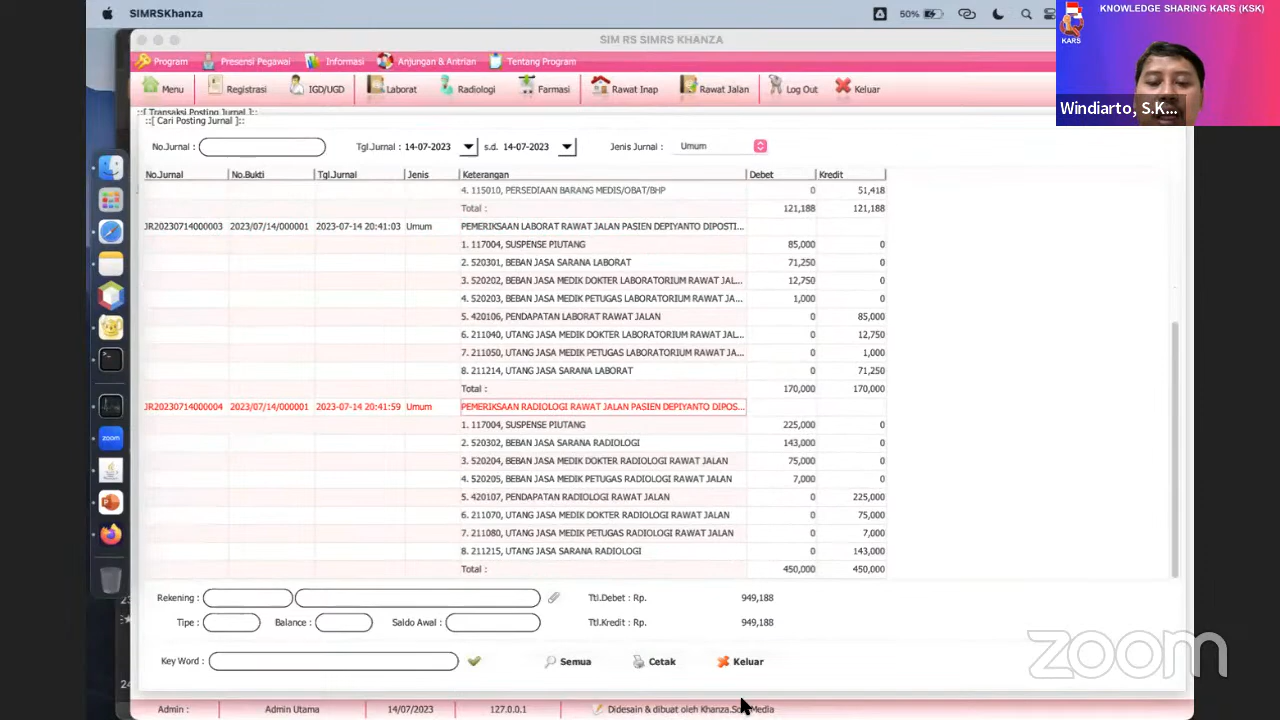 SIMRSKhanza
50%
KNOWLEDGE SHARING KARS (KSK)
KARS
Windiarto, S.K...
SIM RS SIMRS KHANZA
Program Presensi Pegawai Informasi Anjungan & Antrian Tentang Program
Menu Registrasi IGD/UGD Laborat Radiologi Farmasi Rawat Inap Rawat Jalan Log Out Keluar
::[ Transaksi Posting Jurnal ]::
::[ Cari Posting Jurnal ]::
No.Jurnal : Tgl.Jurnal : 14-07-2023 s.d. 14-07-2023 Jenis Jurnal : Umum
No.Jurnal No.Bukti Tgl.Jurnal Jenis Keterangan Debet Kredit
4. 115010, PERSEDIAAN BARANG MEDIS/OBAT/BHP 0 51,418
Total : 121,188 121,188
JR20230714000003 2023/07/14/000001 2023-07-14 20:41:03 Umum PEMERIKSAAN LABORAT RAWAT JALAN PASIEN DEPIYANTO DIPOSTI...
1. 117004, SUSPENSE PIUTANG 85,000 0
2. 520301, BEBAN JASA SARANA LABORAT 71,250 0
3. 520202, BEBAN JASA MEDIK DOKTER LABORATORIUM RAWAT JAL... 12,750 0
4. 520203, BEBAN JASA MEDIK PETUGAS LABORATORIUM RAWAT JA... 1,000 0
5. 420106, PENDAPATAN LABORAT RAWAT JALAN 0 85,000
6. 211040, UTANG JASA MEDIK DOKTER LABORATORIUM RAWAT JAL... 0 12,750
7. 211050, UTANG JASA MEDIK PETUGAS LABORATORIUM RAWAT JA... 0 1,000
8. 211214, UTANG JASA SARANA LABORAT 0 71,250
Total : 170,000 170,000
JR20230714000004 2023/07/14/000001 2023-07-14 20:41:59 Umum PEMERIKSAAN RADIOLOGI RAWAT JALAN PASIEN DEPIYANTO DIPOS...
1. 117004, SUSPENSE PIUTANG 225,000 0
2. 520302, BEBAN JASA SARANA RADIOLOGI 143,000 0
3. 520204, BEBAN JASA MEDIK DOKTER RADIOLOGI RAWAT JALAN 75,000 0
4. 520205, BEBAN JASA MEDIK PETUGAS RADIOLOGI RAWAT JALAN 7,000 0
5. 420107, PENDAPATAN RADIOLOGI RAWAT JALAN 0 225,000
6. 211070, UTANG JASA MEDIK DOKTER RADIOLOGI RAWAT JALAN 0 75,000
7. 211080, UTANG JASA MEDIK PETUGAS RADIOLOGI RAWAT JALAN 0 7,000
8. 211215, UTANG JASA SARANA RADIOLOGI 0 143,000
Total : 450,000 450,000
Rekening : Ttl.Debet : Rp. 949,188
Tipe : Balance : Saldo Awal : Ttl.Kredit : Rp. 949,188
Key Word : Semua Cetak Keluar
zoom
zoom
Admin : Admin Utama 14/07/2023 127.0.0.1 Didesain & dibuat oleh Khanza.So Media